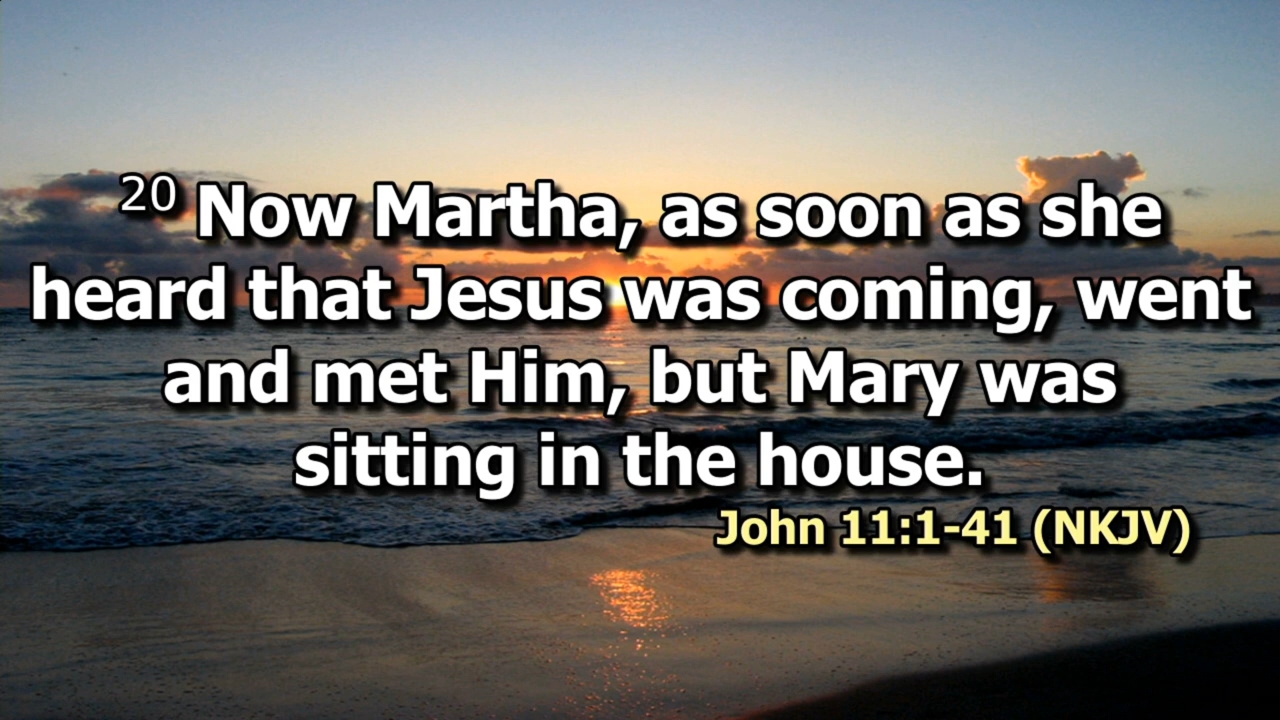 20 Now Martha, as soon as she
heard that Jesus was coming, went
and met Him, but Mary was
sitting in the house.
John 11:1-41 (NKJV)